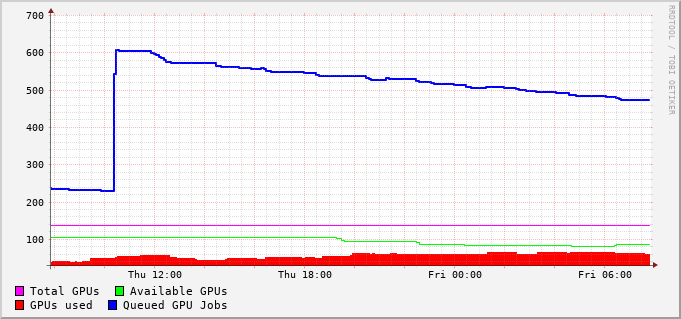 700
600
500
400
300
200
100
Thu 12:00 Thu 18:00 Fri 00:00 Fri 06:00
Total GPUs Available GPUs
GPUs used Queued GPU Jobs
RRDTOOL / TOBI OETIKER